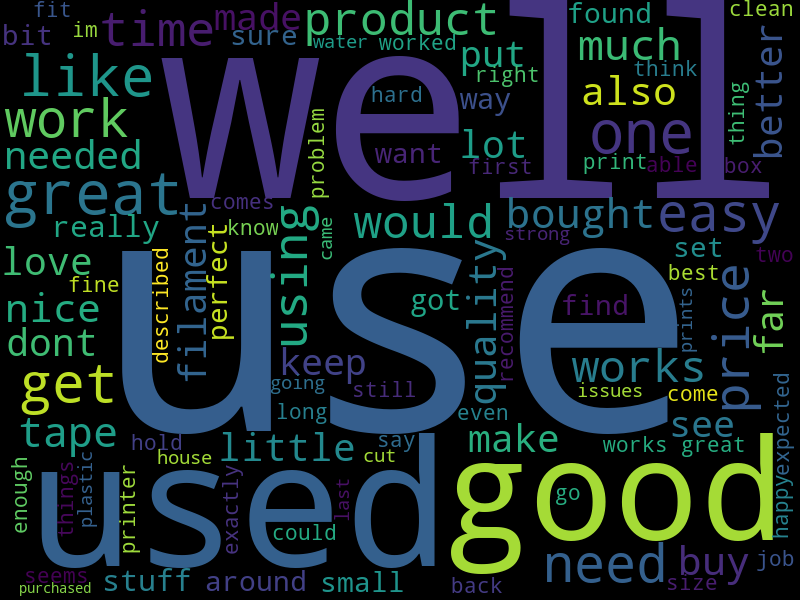 fit
im
time
made
product
found
clean
bit
sure
water
worked
put
much
think
right
like
well
hard
way
also
thing
better
work
problem
want
lot
one
needed
first
print
able
box
great
comes
bought
easy
really
know
using
came
would
strong
filament
perfect
set
two
love
fine
described
use
quality
recommend
best
nice
got
find
prints
price
far
dont
keep
works
get
going
still
issues
come
long
even
see
tape
hold
little
say
make
works great
happy
expected
house
cut
used
good
enough
things
plastic
printer
exactly
last
go
could
need
buy
job
seems
stuff
around
small
back
size
purchased